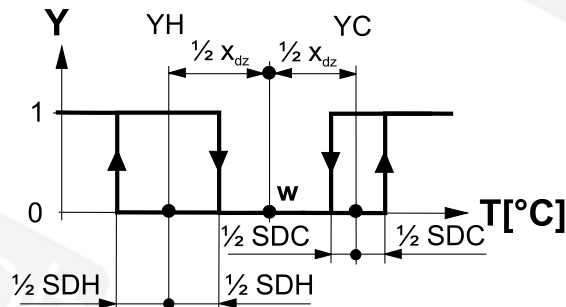 Y YH YC
½ x_dz ½ x_dz
1
w
0 T[°C]
½ SDC ½ SDC
½ SDH ½ SDH